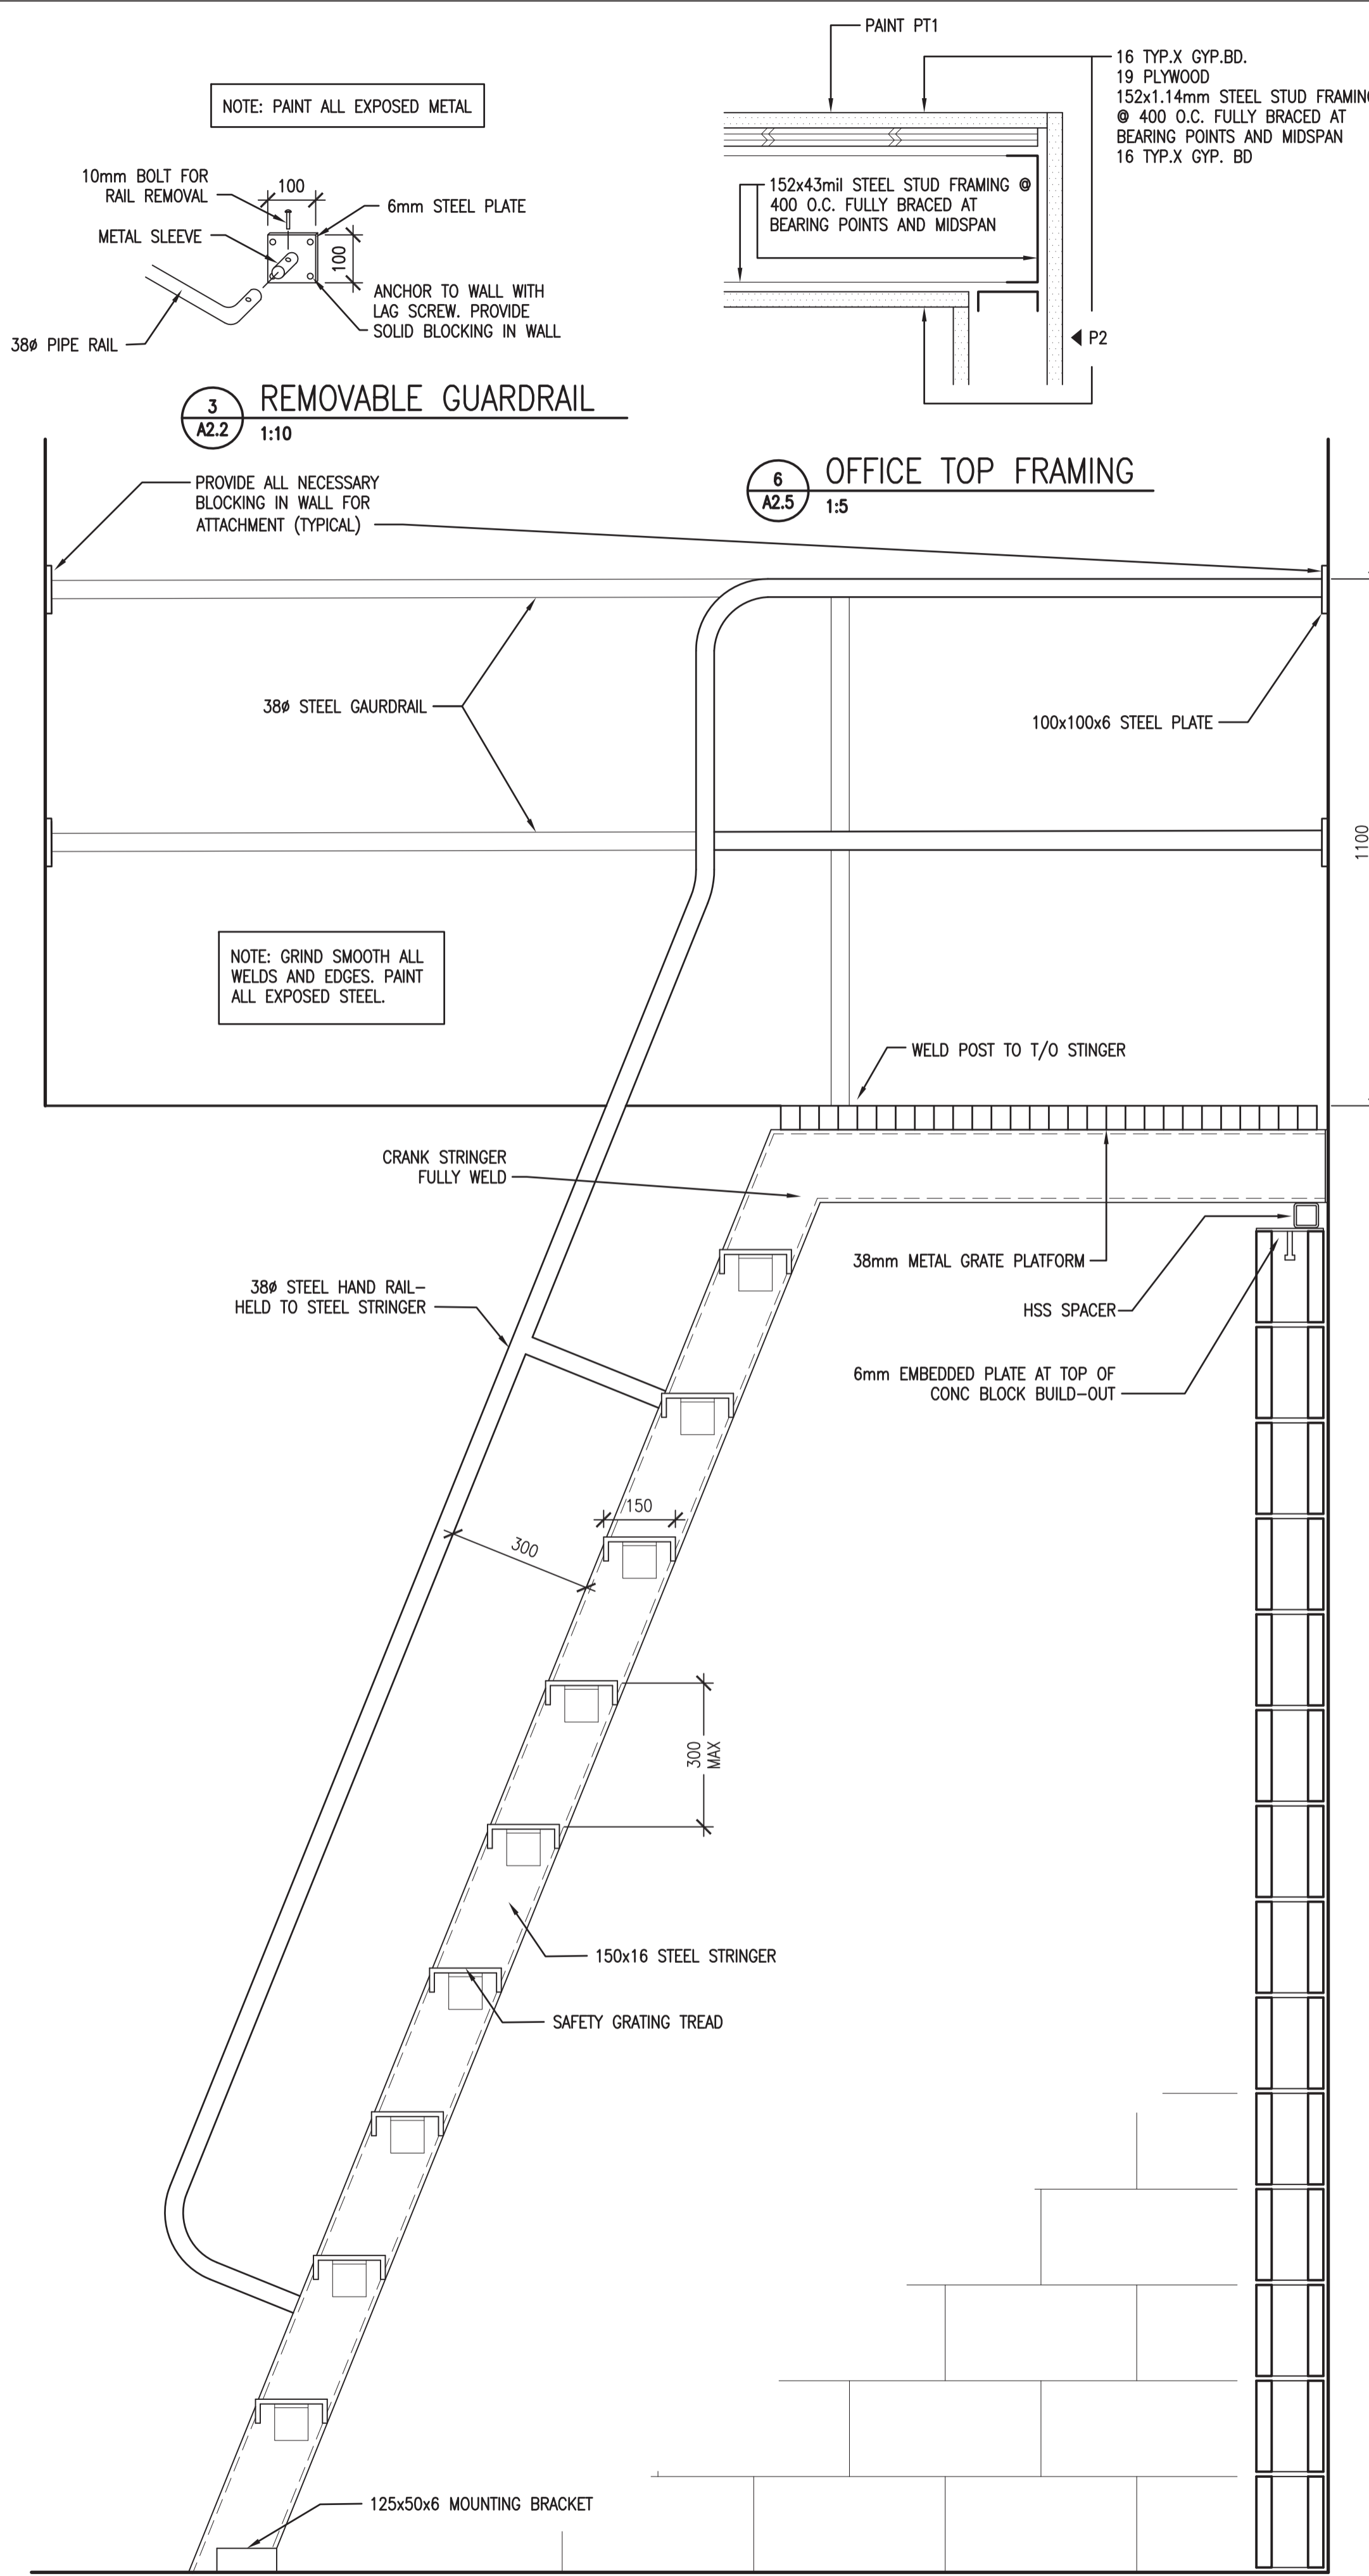 NOTE: PAINT ALL EXPOSED METAL
10mm BOLT FOR
RAIL REMOVAL
100
6mm STEEL PLATE
METAL SLEEVE
100
ANCHOR TO WALL WITH
LAG SCREW. PROVIDE
SOLID BLOCKING IN WALL
38ø PIPE RAIL
3
A2.2
REMOVABLE GUARDRAIL
1:10
PAINT PT1
16 TYP.X GYP.BD.
19 PLYWOOD
152x1.14mm STEEL STUD FRAMING
@ 400 O.C. FULLY BRACED AT
BEARING POINTS AND MIDSPAN
16 TYP.X GYP. BD
152x43mil STEEL STUD FRAMING @
400 O.C. FULLY BRACED AT
BEARING POINTS AND MIDSPAN
P2
6
A2.5
OFFICE TOP FRAMING
1:5
PROVIDE ALL NECESSARY
BLOCKING IN WALL FOR
ATTACHMENT (TYPICAL)
38ø STEEL GAURDRAIL
100x100x6 STEEL PLATE
1100
NOTE: GRIND SMOOTH ALL
WELDS AND EDGES. PAINT
ALL EXPOSED STEEL.
WELD POST TO T/O STINGER
CRANK STRINGER
FULLY WELD
38mm METAL GRATE PLATFORM
38ø STEEL HAND RAIL-
HELD TO STEEL STRINGER
HSS SPACER
6mm EMBEDDED PLATE AT TOP OF
CONC BLOCK BUILD-OUT
150
300
300
MAX
150x16 STEEL STRINGER
SAFETY GRATING TREAD
125x50x6 MOUNTING BRACKET